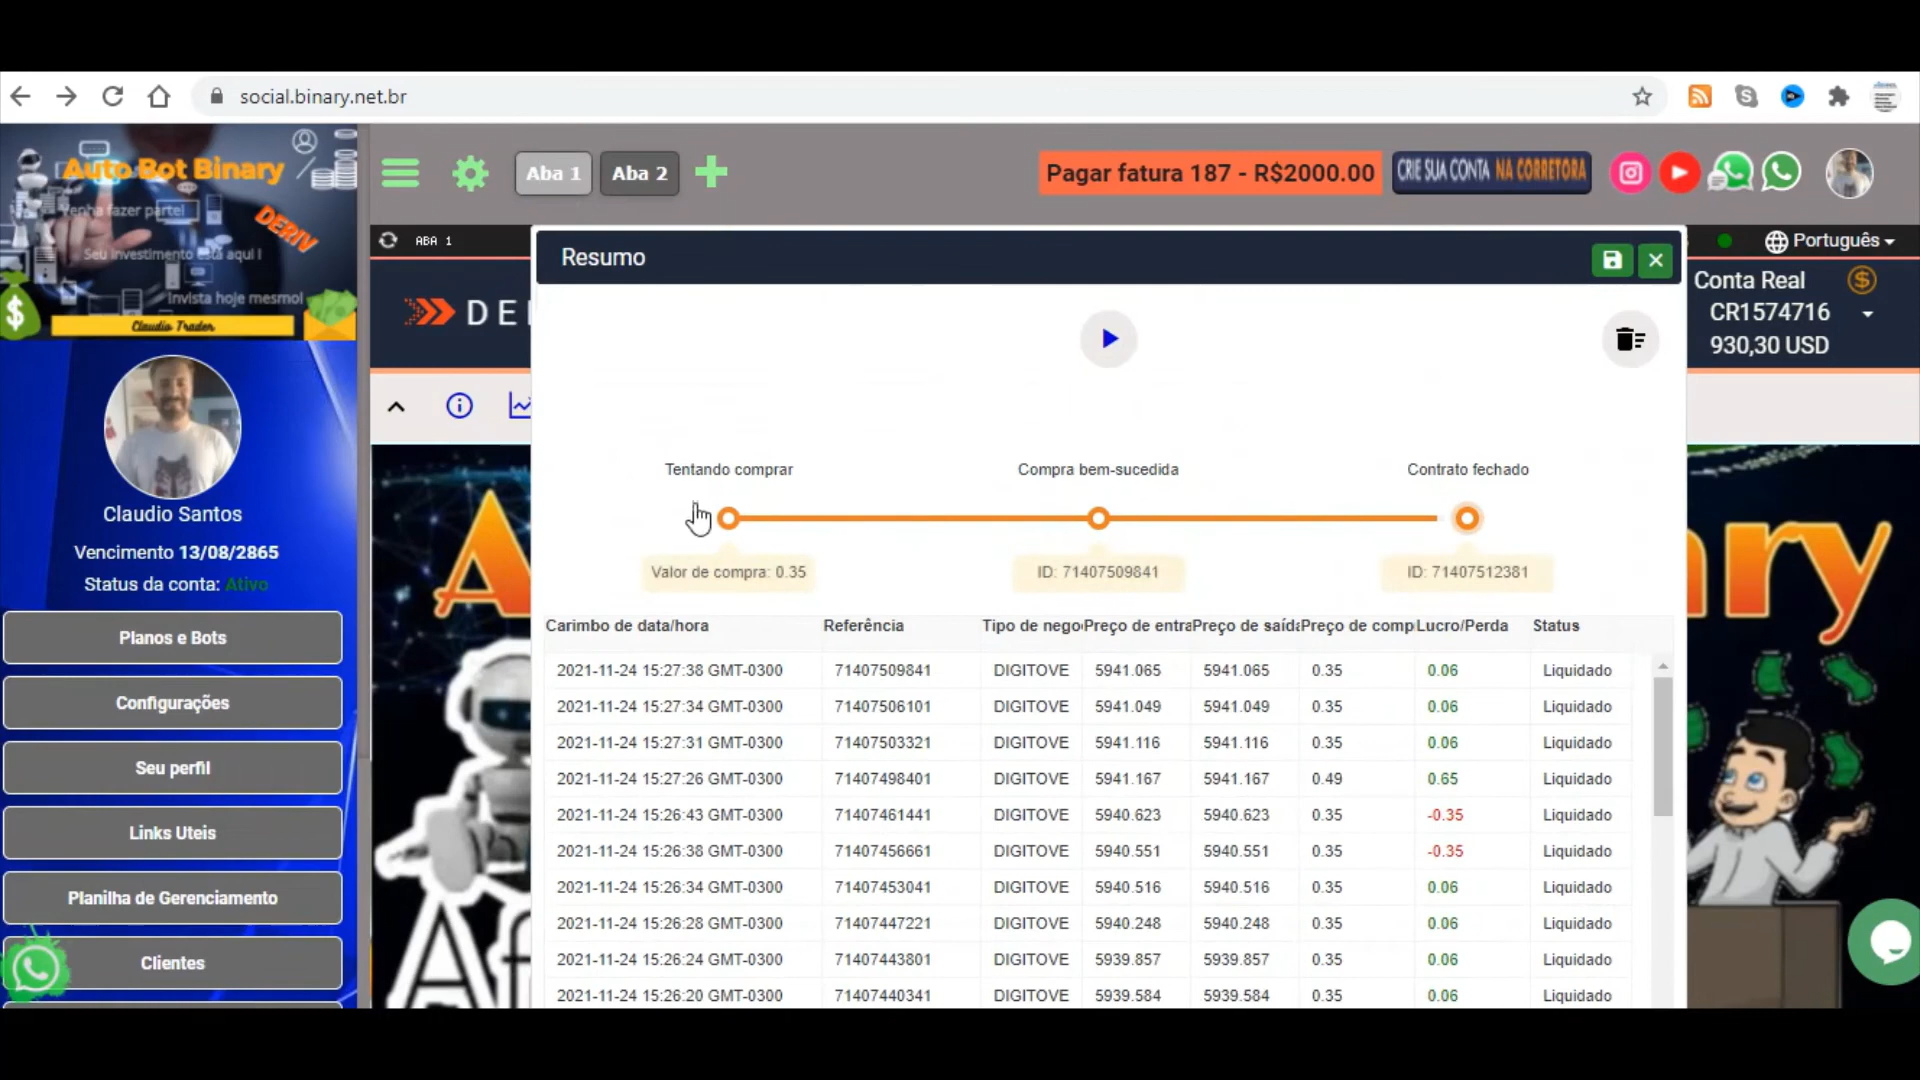 social.binary.net.br
Auto Bot Binary
Venha fazer parte!
DERIV
Seu investimento está aqui !
Invista hoje mesmo!
Claudio Trader
Aba 1
Aba 2
Pagar fatura 187 - R$2000.00
CRIE SUA CONTA NA CORRETORA
ABA 1
Português
Resumo
Conta Real
CR1574716
930,30 USD
DE
Tentando comprar
Compra bem-sucedida
Contrato fechado
Valor de compra: 0.35
ID: 71407509841
ID: 71407512381
Claudio Santos
Vencimento 13/08/2865
Status da conta: Ativo
Planos e Bots
Configurações
Seu perfil
Links Uteis
Planilha de Gerenciamento
Clientes
A
ary
Af
Carimbo de data/hora Referência Tipo de nego Preço de entra Preço de saída Preço de comp Lucro/Perda Status
2021-11-24 15:27:38 GMT-0300 71407509841 DIGITOVE 5941.065 5941.065 0.35 0.06 Liquidado
2021-11-24 15:27:34 GMT-0300 71407506101 DIGITOVE 5941.049 5941.049 0.35 0.06 Liquidado
2021-11-24 15:27:31 GMT-0300 71407503321 DIGITOVE 5941.116 5941.116 0.35 0.06 Liquidado
2021-11-24 15:27:26 GMT-0300 71407498401 DIGITOVE 5941.167 5941.167 0.49 0.65 Liquidado
2021-11-24 15:26:43 GMT-0300 71407461441 DIGITOVE 5940.623 5940.623 0.35 -0.35 Liquidado
2021-11-24 15:26:38 GMT-0300 71407456661 DIGITOVE 5940.551 5940.551 0.35 -0.35 Liquidado
2021-11-24 15:26:34 GMT-0300 71407453041 DIGITOVE 5940.516 5940.516 0.35 0.06 Liquidado
2021-11-24 15:26:28 GMT-0300 71407447221 DIGITOVE 5940.248 5940.248 0.35 0.06 Liquidado
2021-11-24 15:26:24 GMT-0300 71407443801 DIGITOVE 5939.857 5939.857 0.35 0.06 Liquidado
2021-11-24 15:26:20 GMT-0300 71407440341 DIGITOVE 5939.584 5939.584 0.35 0.06 Liquidado